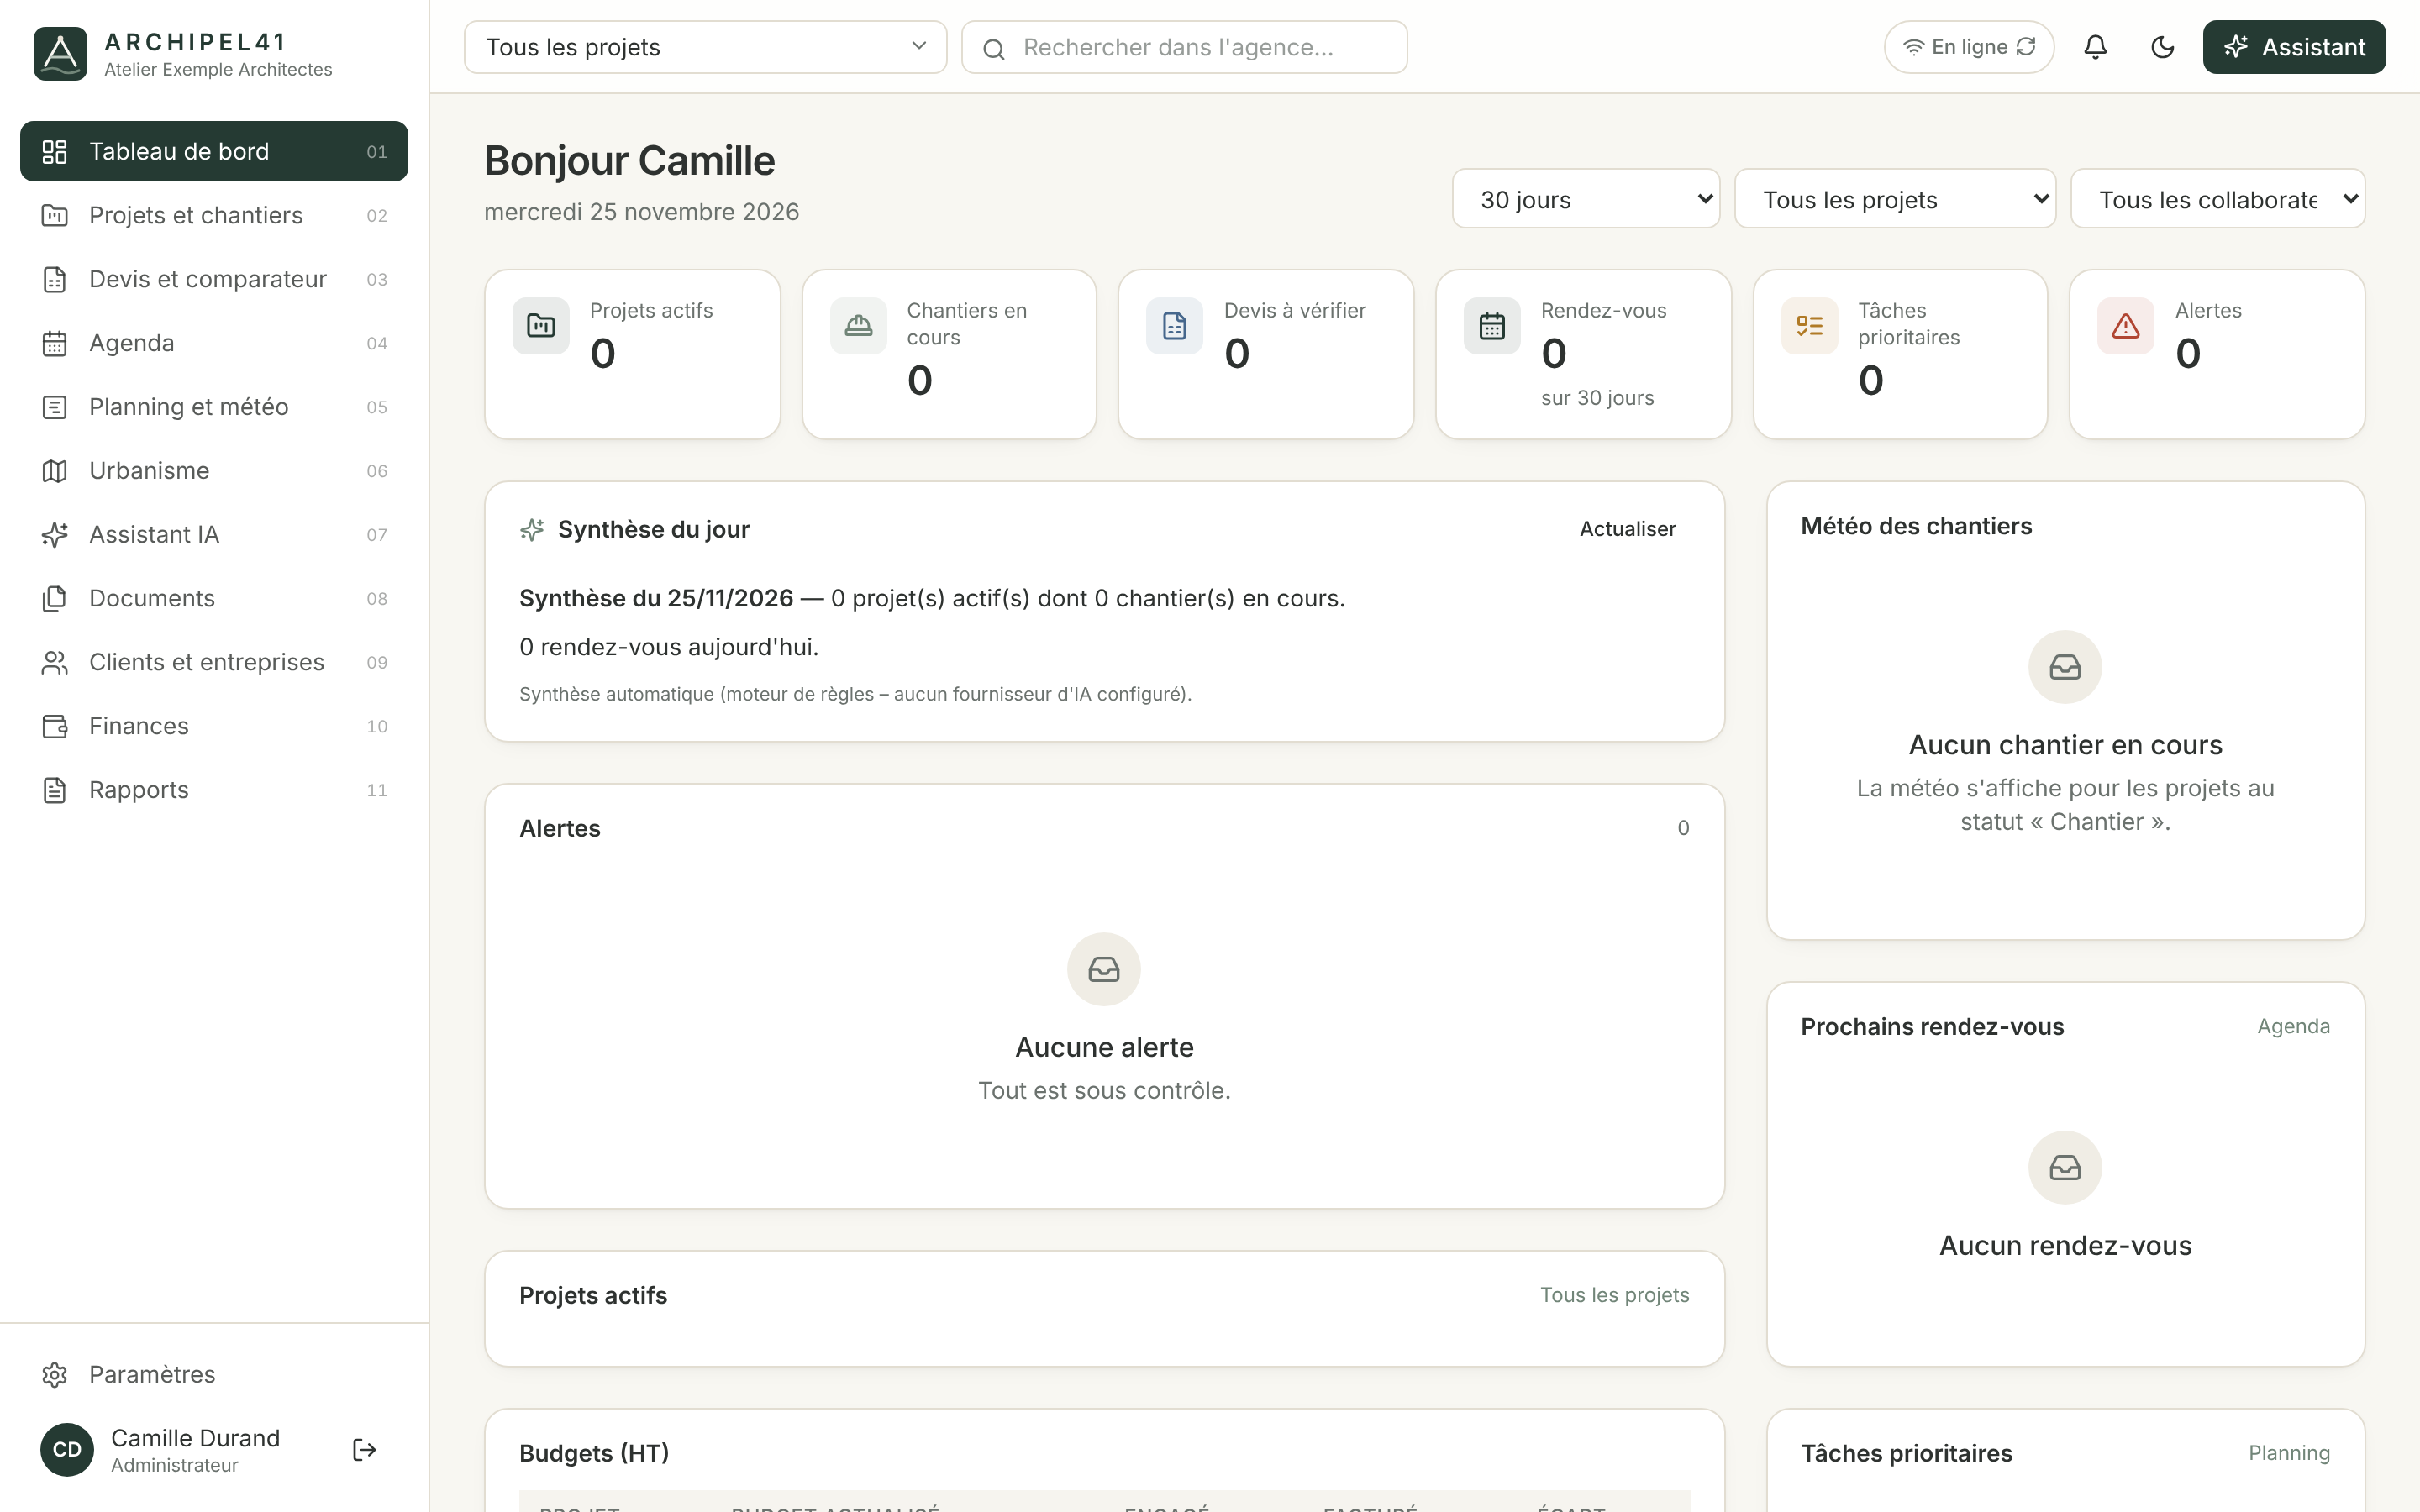 ARCHIPEL41
Atelier Exemple Architectes
Tableau de bord 01
Projets et chantiers 02
Devis et comparateur 03
Agenda 04
Planning et météo 05
Urbanisme 06
Assistant IA 07
Documents 08
Clients et entreprises 09
Finances 10
Rapports 11
Paramètres
CD
Camille Durand
Administrateur
Tous les projets
Rechercher dans l'agence...
En ligne
Assistant
Bonjour Camille
mercredi 25 novembre 2026
30 jours
Tous les projets
Tous les collaborate
Projets actifs
0
Chantiers en
cours
0
Devis à vérifier
0
Rendez-vous
0
sur 30 jours
Tâches
prioritaires
0
Alertes
0
Synthèse du jour
Actualiser
Synthèse du 25/11/2026 — 0 projet(s) actif(s) dont 0 chantier(s) en cours.
0 rendez-vous aujourd'hui.
Synthèse automatique (moteur de règles – aucun fournisseur d'IA configuré).
Alertes
0
Aucune alerte
Tout est sous contrôle.
Projets actifs
Tous les projets
Budgets (HT)
PROJET BUDGET ACTUALISÉ ENGAGÉ FACTURÉ ÉCART
Météo des chantiers
Aucun chantier en cours
La météo s'affiche pour les projets au
statut « Chantier ».
Prochains rendez-vous
Agenda
Aucun rendez-vous
Tâches prioritaires
Planning